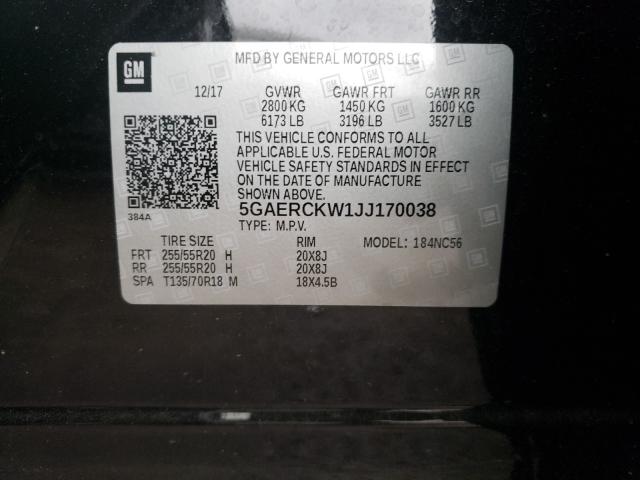 GM
MFD BY GENERAL MOTORS LLC
12/17 GVWR GAWR FRT GAWR RR
2800 KG 1450 KG 1600 KG
6173 LB 3196 LB 3527 LB
THIS VEHICLE CONFORMS TO ALL
APPLICABLE U.S. FEDERAL MOTOR
VEHICLE SAFETY STANDARDS IN EFFECT
ON THE DATE OF MANUFACTURE
SHOWN ABOVE.
384A
5GAERCKW1JJ170038
TYPE: M.P.V.
TIRE SIZE RIM MODEL: 184NC56
FRT 255/55R20 H 20X8J
RR 255/55R20 H 20X8J
SPA T135/70R18 M 18X4.5B